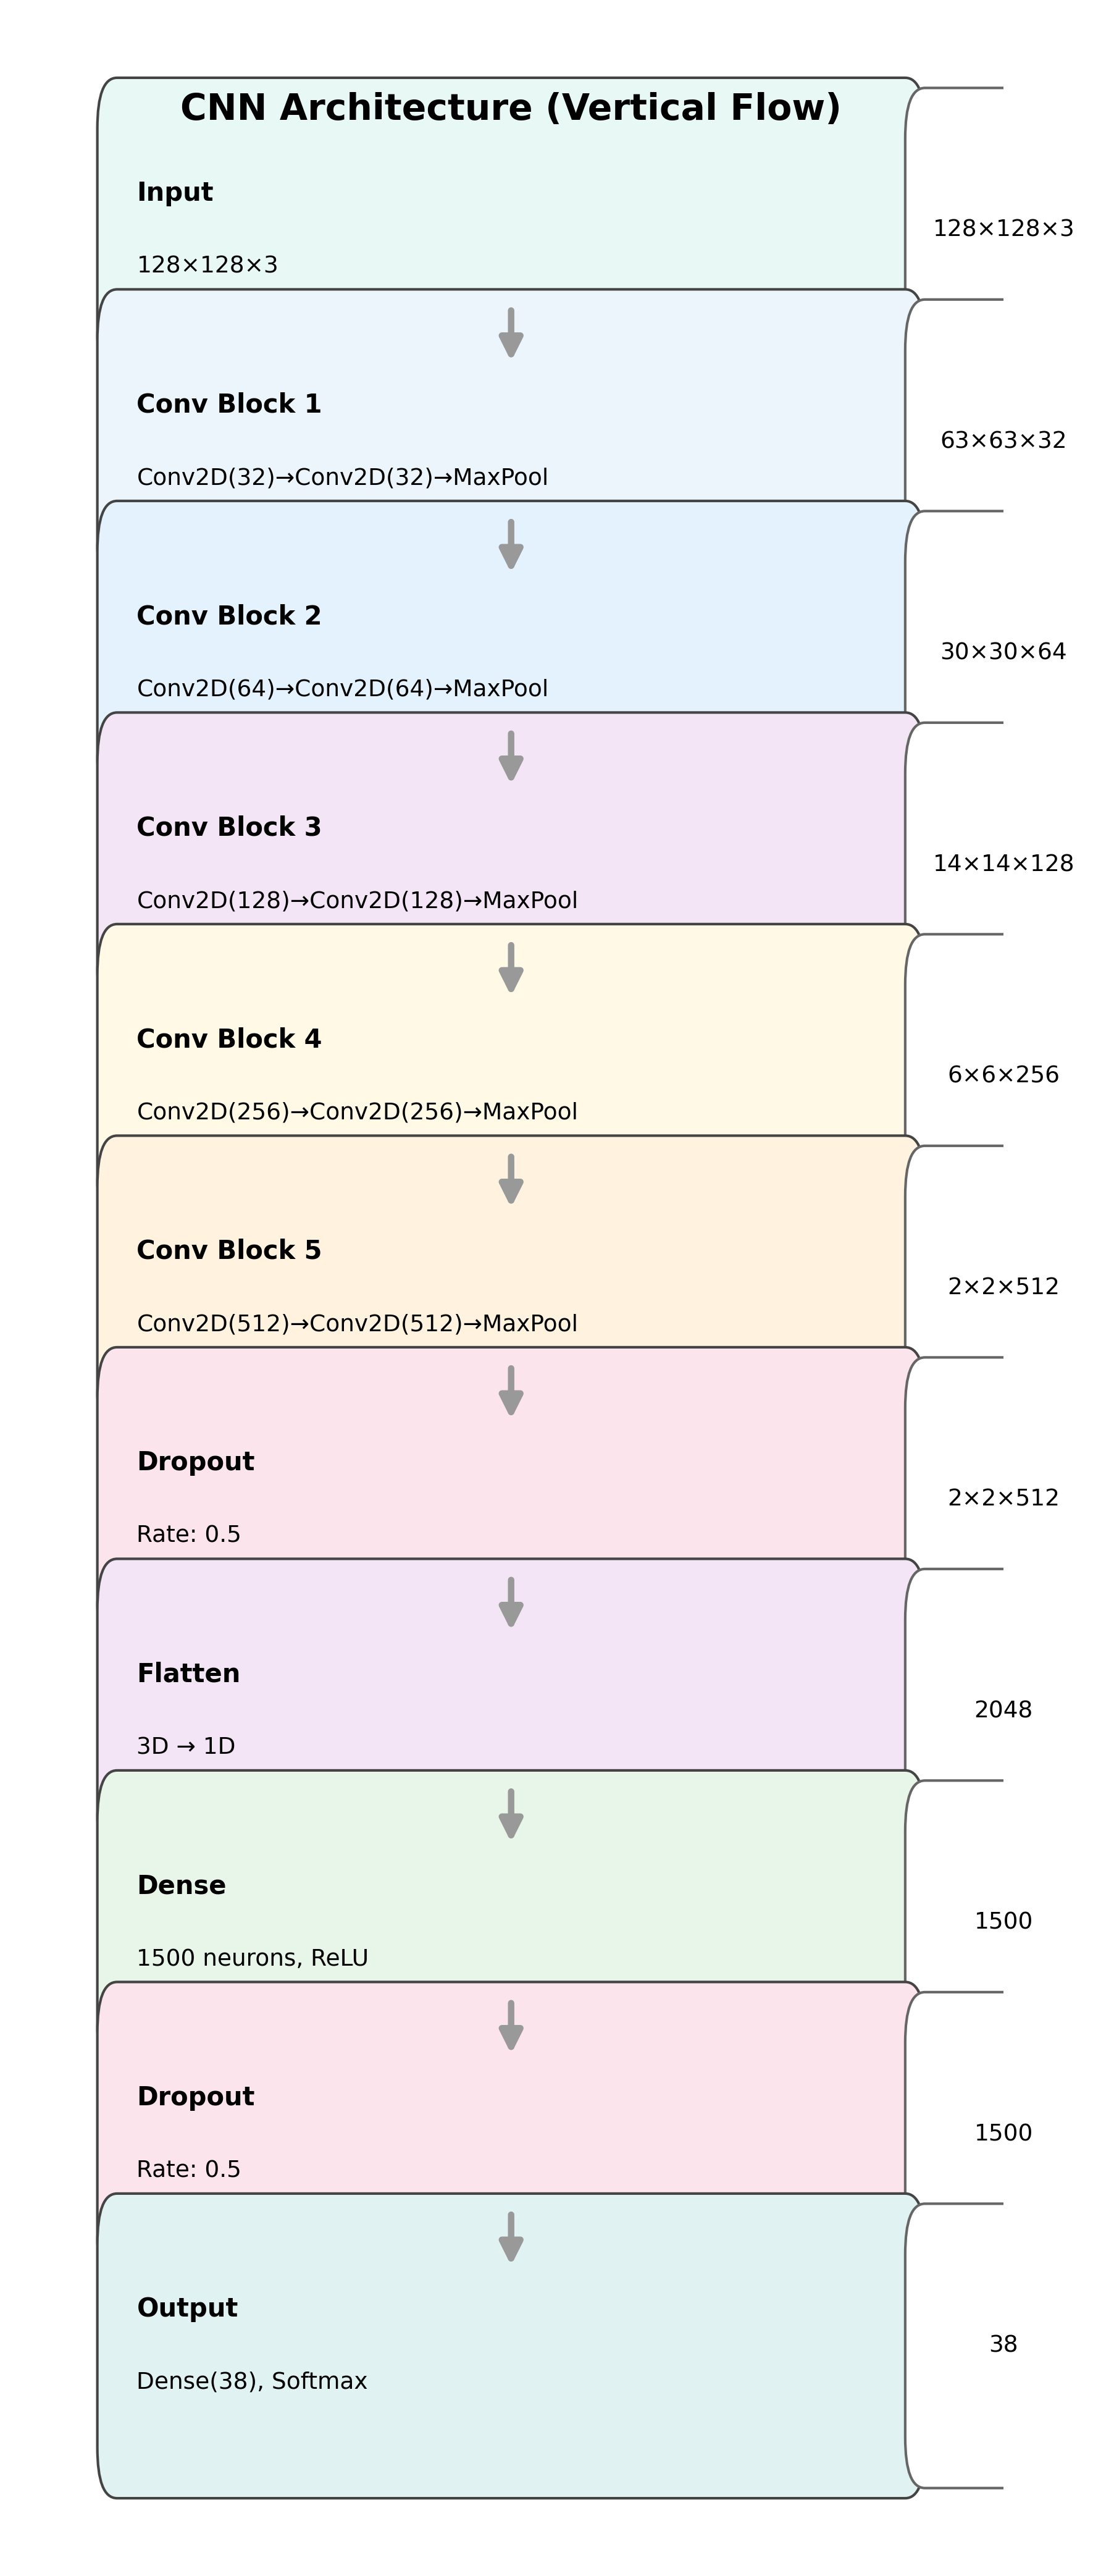 CNN Architecture (Vertical Flow)
Input
128×128×3
128×128×3
Conv Block 1
63×63×32
Conv2D(32)→Conv2D(32)→MaxPool
Conv Block 2
30×30×64
Conv2D(64)→Conv2D(64)→MaxPool
Conv Block 3
14×14×128
Conv2D(128)→Conv2D(128)→MaxPool
Conv Block 4
6×6×256
Conv2D(256)→Conv2D(256)→MaxPool
Conv Block 5
2×2×512
Conv2D(512)→Conv2D(512)→MaxPool
Dropout
2×2×512
Rate: 0.5
Flatten
2048
3D → 1D
Dense
1500
1500 neurons, ReLU
Dropout
1500
Rate: 0.5
Output
38
Dense(38), Softmax